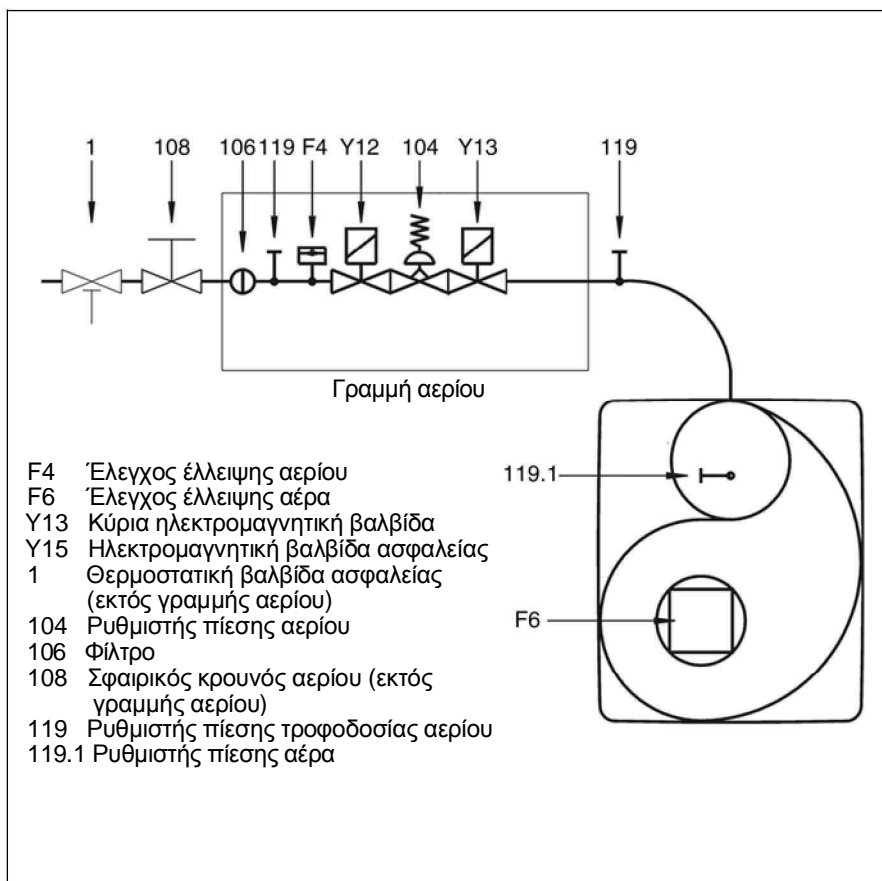 1 108 106 119 F4 Y12 104 Y13 119
Γραμμή αερίου
119.1
F6
F4 Έλεγχος έλλειψης αερίου
F6 Έλεγχος έλλειψης αέρα
Y13 Κύρια ηλεκτρομαγνητική βαλβίδα
Y15 Ηλεκτρομαγνητική βαλβίδα ασφαλείας
1 Θερμοστατική βαλβίδα ασφαλείας
(εκτός γραμμής αερίου)
104 Ρυθμιστής πίεσης αερίου
106 Φίλτρο
108 Σφαιρικός κρουνός αερίου (εκτός
γραμμής αερίου)
119 Ρυθμιστής πίεσης τροφοδοσίας αερίου
119.1 Ρυθμιστής πίεσης αέρα